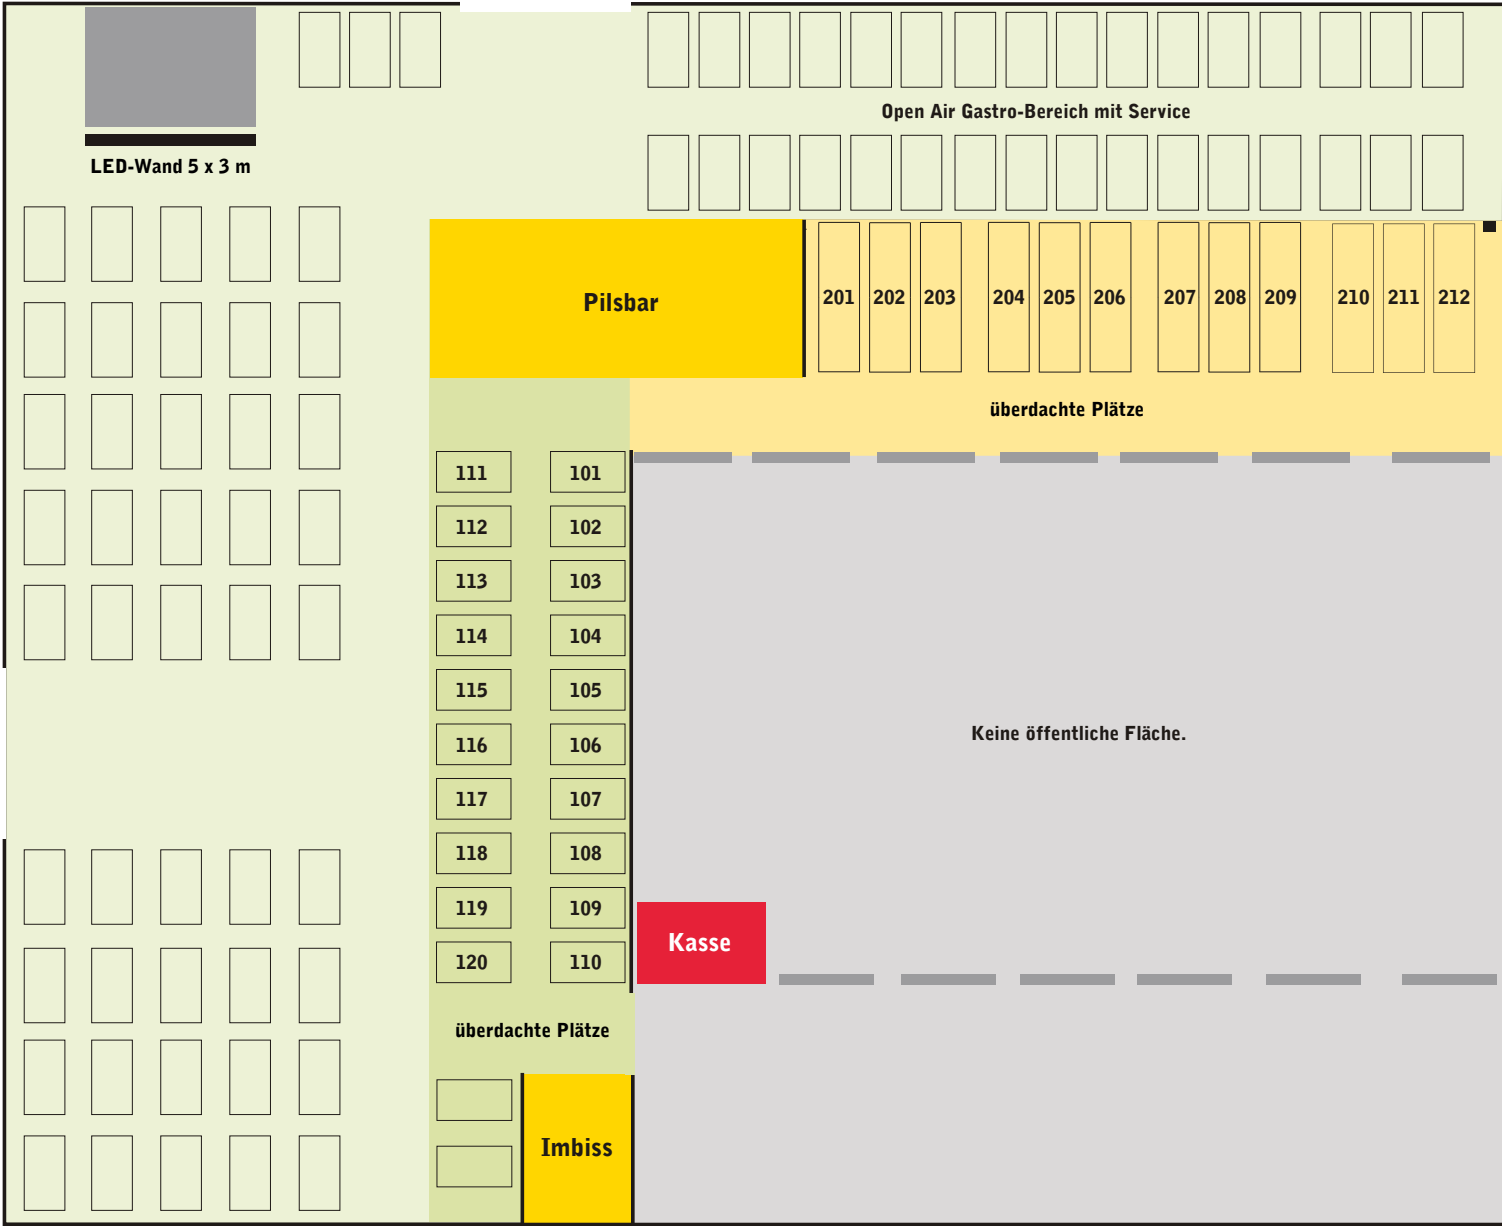 Open Air Gastro-Bereich mit Service
LED-Wand 5 x 3 m
Pilsbar
201 202 203 204 205 206 207 208 209 210 211 212
überdachte Plätze
111 101
112 102
113 103
114 104
115 105
116 106
117 107
118 108
119 109
120 110
Keine öffentliche Fläche.
Kasse
überdachte Plätze
Imbiss